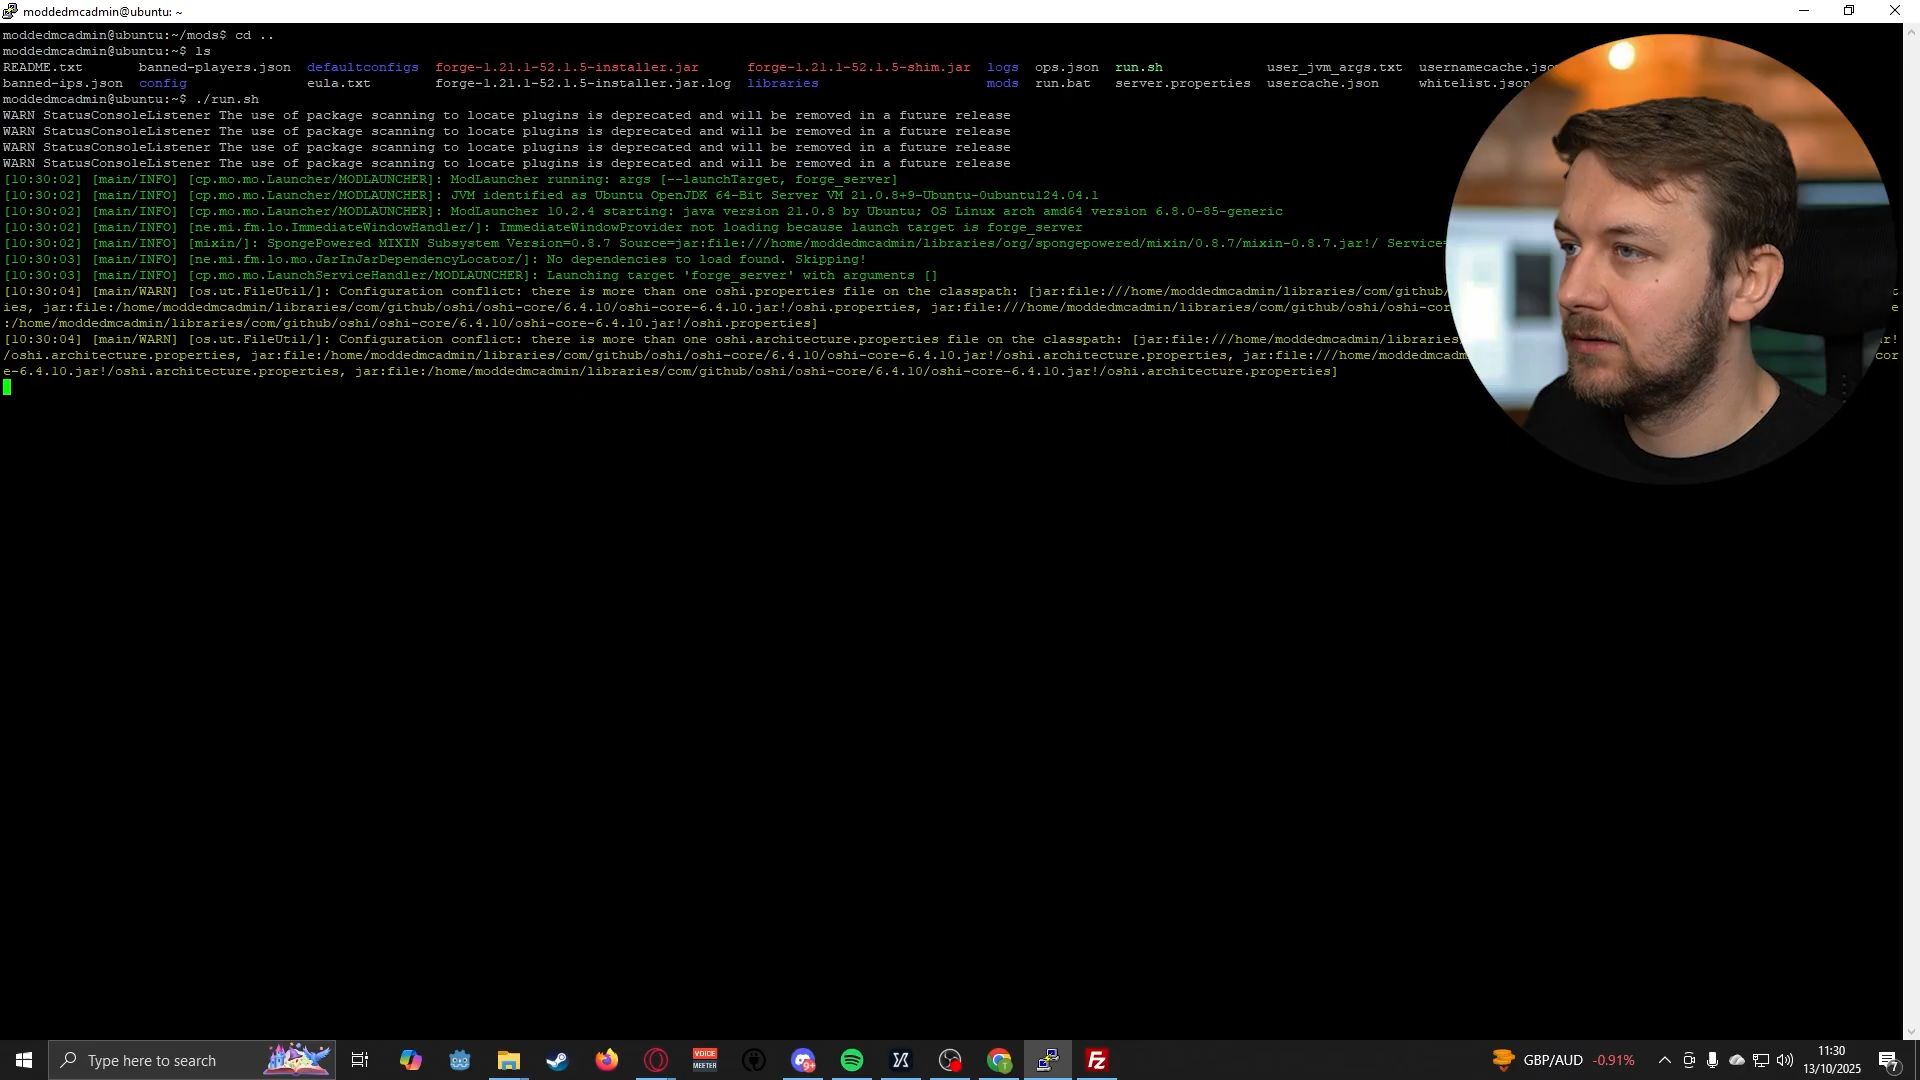 moddedmcadmin@ubuntu: ~
moddedmcadmin@ubuntu:~/mods$ cd ..
moddedmcadmin@ubuntu:~$ ls
README.txt banned-players.json defaultconfigs forge-1.21.1-52.1.5-installer.jar forge-1.21.1-52.1.5-shim.jar logs ops.json run.sh user_jvm_args.txt usernamecache.json
banned-ips.json config eula.txt forge-1.21.1-52.1.5-installer.jar.log libraries mods run.bat server.properties usercache.json whitelist.json
moddedmcadmin@ubuntu:~$ ./run.sh
WARN StatusConsoleListener The use of package scanning to locate plugins is deprecated and will be removed in a future release
WARN StatusConsoleListener The use of package scanning to locate plugins is deprecated and will be removed in a future release
WARN StatusConsoleListener The use of package scanning to locate plugins is deprecated and will be removed in a future release
WARN StatusConsoleListener The use of package scanning to locate plugins is deprecated and will be removed in a future release
[10:30:02] [main/INFO] [cp.mo.mo.Launcher/MODLAUNCHER]: ModLauncher running: args [--launchTarget, forge_server]
[10:30:02] [main/INFO] [cp.mo.mo.Launcher/MODLAUNCHER]: JVM identified as Ubuntu OpenJDK 64-Bit Server VM 21.0.8+9-Ubuntu-0ubuntu124.04.1
[10:30:02] [main/INFO] [cp.mo.mo.Launcher/MODLAUNCHER]: ModLauncher 10.2.4 starting: java version 21.0.8 by Ubuntu; OS Linux arch amd64 version 6.8.0-85-generic
[10:30:02] [main/INFO] [ne.mi.fm.lo.ImmediateWindowHandler/]: ImmediateWindowProvider not loading because launch target is forge_server
[10:30:02] [main/INFO] [mixin/]: SpongePowered MIXIN Subsystem Version=0.8.7 Source=jar:file:///home/moddedmcadmin/libraries/org/spongepowered/mixin/0.8.7/mixin-0.8.7.jar!/ Service=
[10:30:03] [main/INFO] [ne.mi.fm.lo.mo.JarInJarDependencyLocator/]: No dependencies to load found. Skipping!
[10:30:03] [main/INFO] [cp.mo.mo.LaunchServiceHandler/MODLAUNCHER]: Launching target 'forge_server' with arguments []
[10:30:04] [main/WARN] [os.ut.FileUtil/]: Configuration conflict: there is more than one oshi.properties file on the classpath: [jar:file:///home/moddedmcadmin/libraries/com/github/
ies, jar:file:/home/moddedmcadmin/libraries/com/github/oshi/oshi-core/6.4.10/oshi-core-6.4.10.jar!/oshi.properties, jar:file:///home/moddedmcadmin/libraries/com/github/oshi/oshi-cor e
:/home/moddedmcadmin/libraries/com/github/oshi/oshi-core/6.4.10/oshi-core-6.4.10.jar!/oshi.properties]
[10:30:04] [main/WARN] [os.ut.FileUtil/]: Configuration conflict: there is more than one oshi.architecture.properties file on the classpath: [jar:file:///home/moddedmcadmin/libraries ar!
/oshi.architecture.properties, jar:file:/home/moddedmcadmin/libraries/com/github/oshi/oshi-core/6.4.10/oshi-core-6.4.10.jar!/oshi.architecture.properties, jar:file:///home/moddedmcadm cor
e-6.4.10.jar!/oshi.architecture.properties, jar:file:/home/moddedmcadmin/libraries/com/github/oshi/oshi-core/6.4.10/oshi-core-6.4.10.jar!/oshi.architecture.properties]
Type here to search VOICE MEETER 9+ FZ GBP/AUD -0.91% 11:30 7
13/10/2025